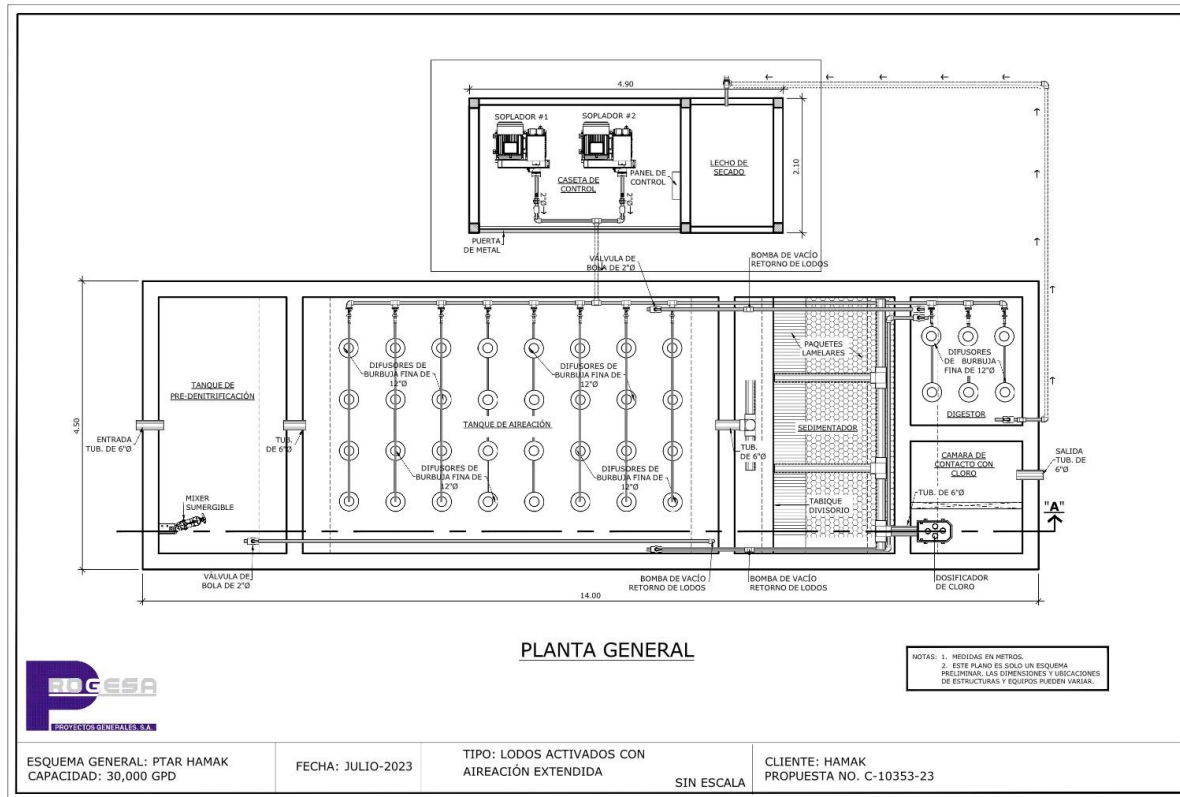 4.90
SOPLADOR #1
SOPLADOR #2
2"Ø
2"Ø
CASETA DE
CONTROL
PANEL DE
CONTROL
LECHO DE
SECADO
2.10
PUERTA
DE METAL
VÁLVULA DE
BOLA DE 2"Ø
BOMBA DE VACÍO
RETORNO DE LODOS
4.50
TANQUE DE
PRE-DENITRIFICACIÓN
ENTRADA
TUB. DE 6"Ø
TUB.
DE 6"Ø
MIXER
SUMERGIBLE
DIFUSORES DE
BURBUJA FINA DE
12"Ø
DIFUSORES DE
BURBUJA FINA DE
12"Ø
TANQUE DE AIREACIÓN
DIFUSORES DE
BURBUJA FINA DE
12"Ø
DIFUSORES DE
BURBUJA FINA DE
12"Ø
TUB.
DE 6"Ø
PAQUETES
LAMELARES
SEDIMENTADOR
TABIQUE
DIVISORIO
DIFUSORES
DE BURBUJA
FINA DE 12"Ø
DIGESTOR
CAMARA DE
CONTACTO CON
CLORO
TUB. DE 6"Ø
SALIDA
TUB. DE
6"Ø
"A"
VÁLVULA DE
BOLA DE 2"Ø
BOMBA DE VACÍO
RETORNO DE LODOS
BOMBA DE VACÍO
RETORNO DE LODOS
DOSIFICADOR
DE CLORO
14.00
PLANTA GENERAL
NOTAS: 1. MEDIDAS EN METROS.
2. ESTE PLANO ES SOLO UN ESQUEMA
PRELIMINAR, LAS DIMENSIONES Y UBICACIONES
DE ESTRUCTURAS Y EQUIPOS PUEDEN VARIAR.
PROGESA
PROYECTOS GENERALES, S.A.
ESQUEMA GENERAL: PTAR HAMAK
CAPACIDAD: 30,000 GPD
FECHA: JULIO-2023
TIPO: LODOS ACTIVADOS CON
AIREACIÓN EXTENDIDA
SIN ESCALA
CLIENTE: HAMAK
PROPUESTA NO. C-10353-23